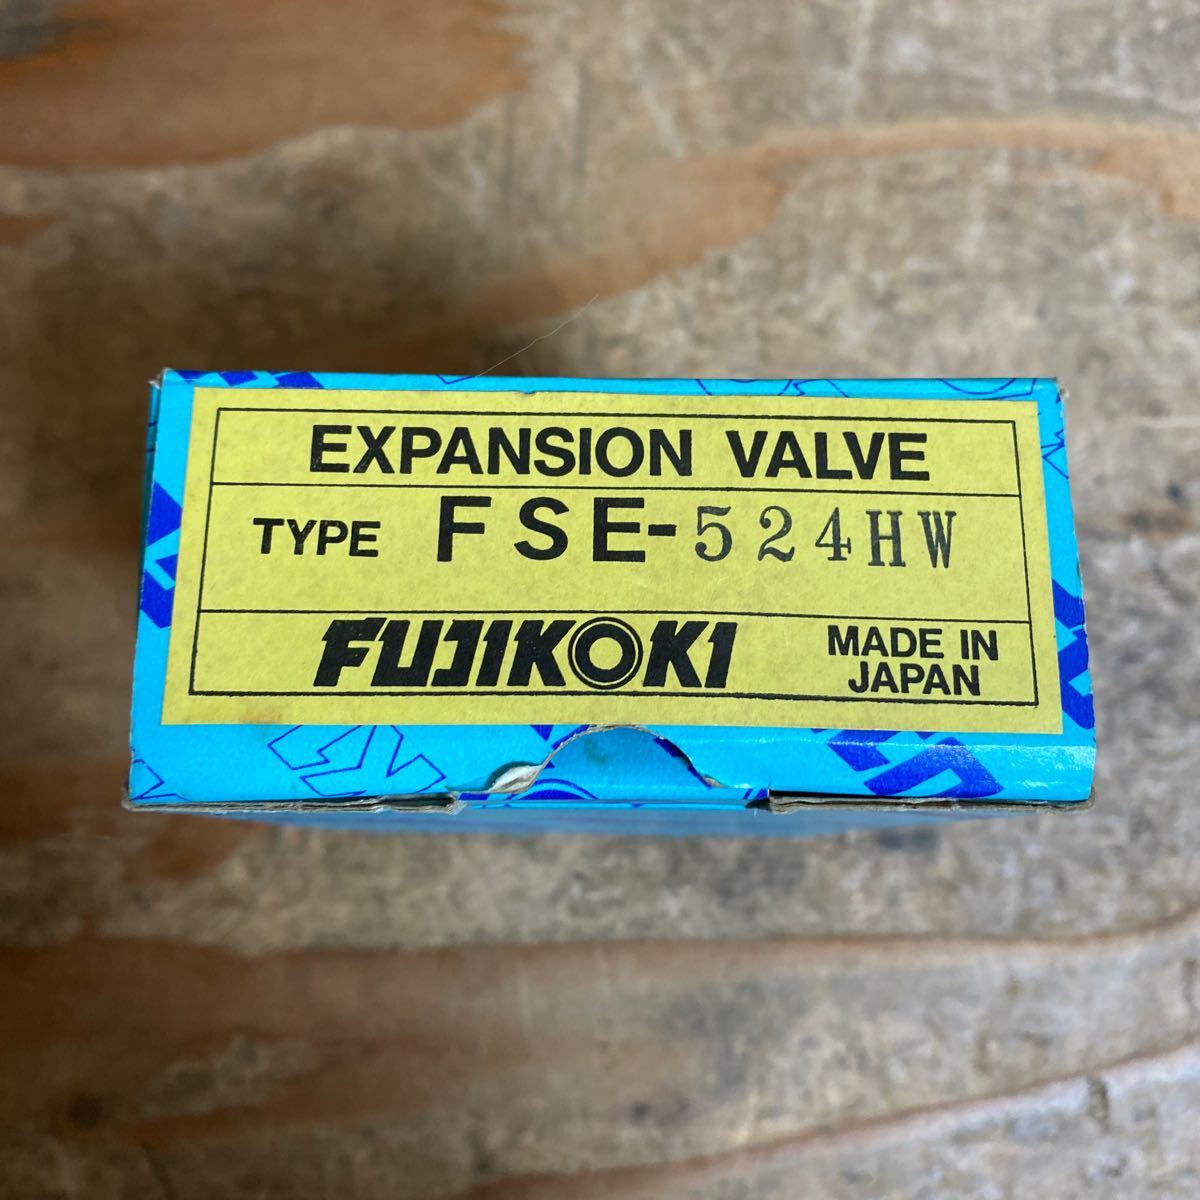 EXPANSION VALVE
TYPE FSE-524HW
FUJIKOKI MADE IN
JAPAN